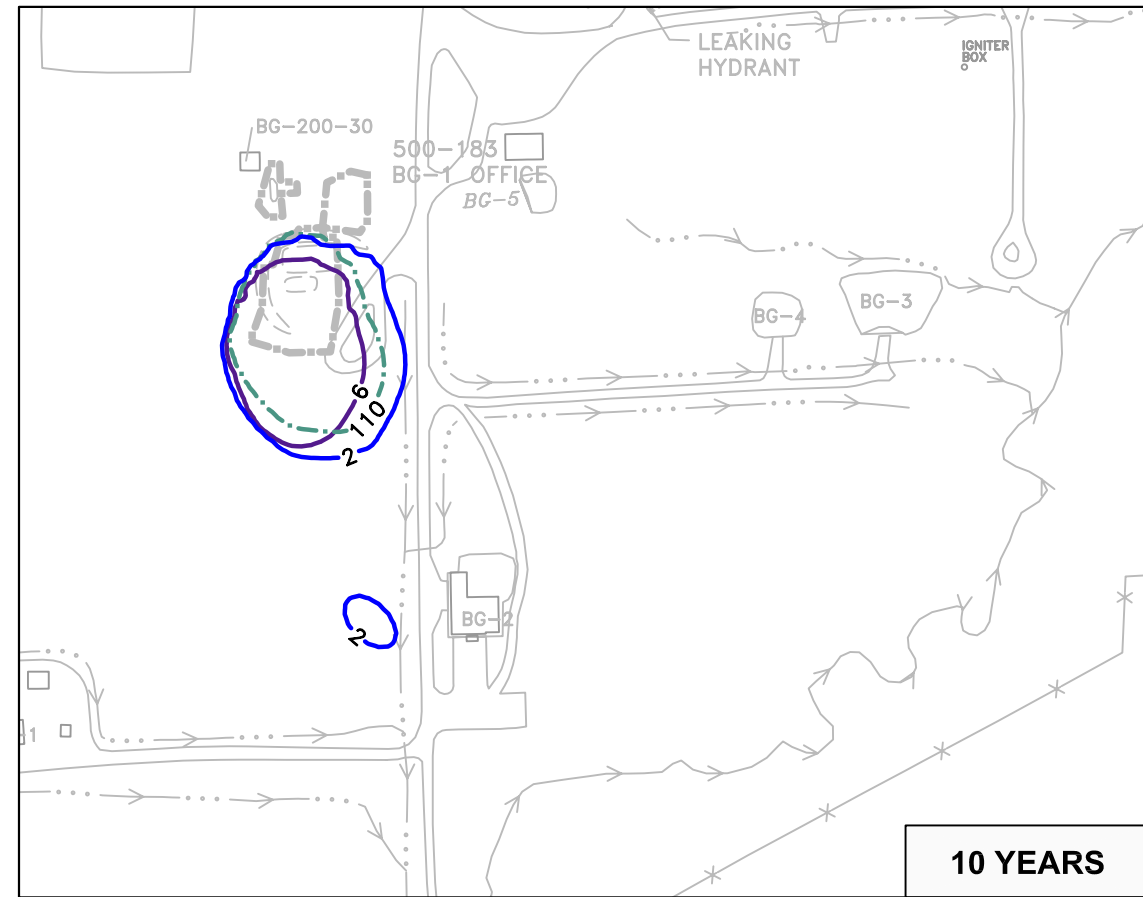 LEAKING
HYDRANT
IGNITER
BOX
BG-200-30
500-183
BG-1 OFFICE
BG-5
BG-3
BG-4
6
110
2
BG-2
2
-1
10 YEARS